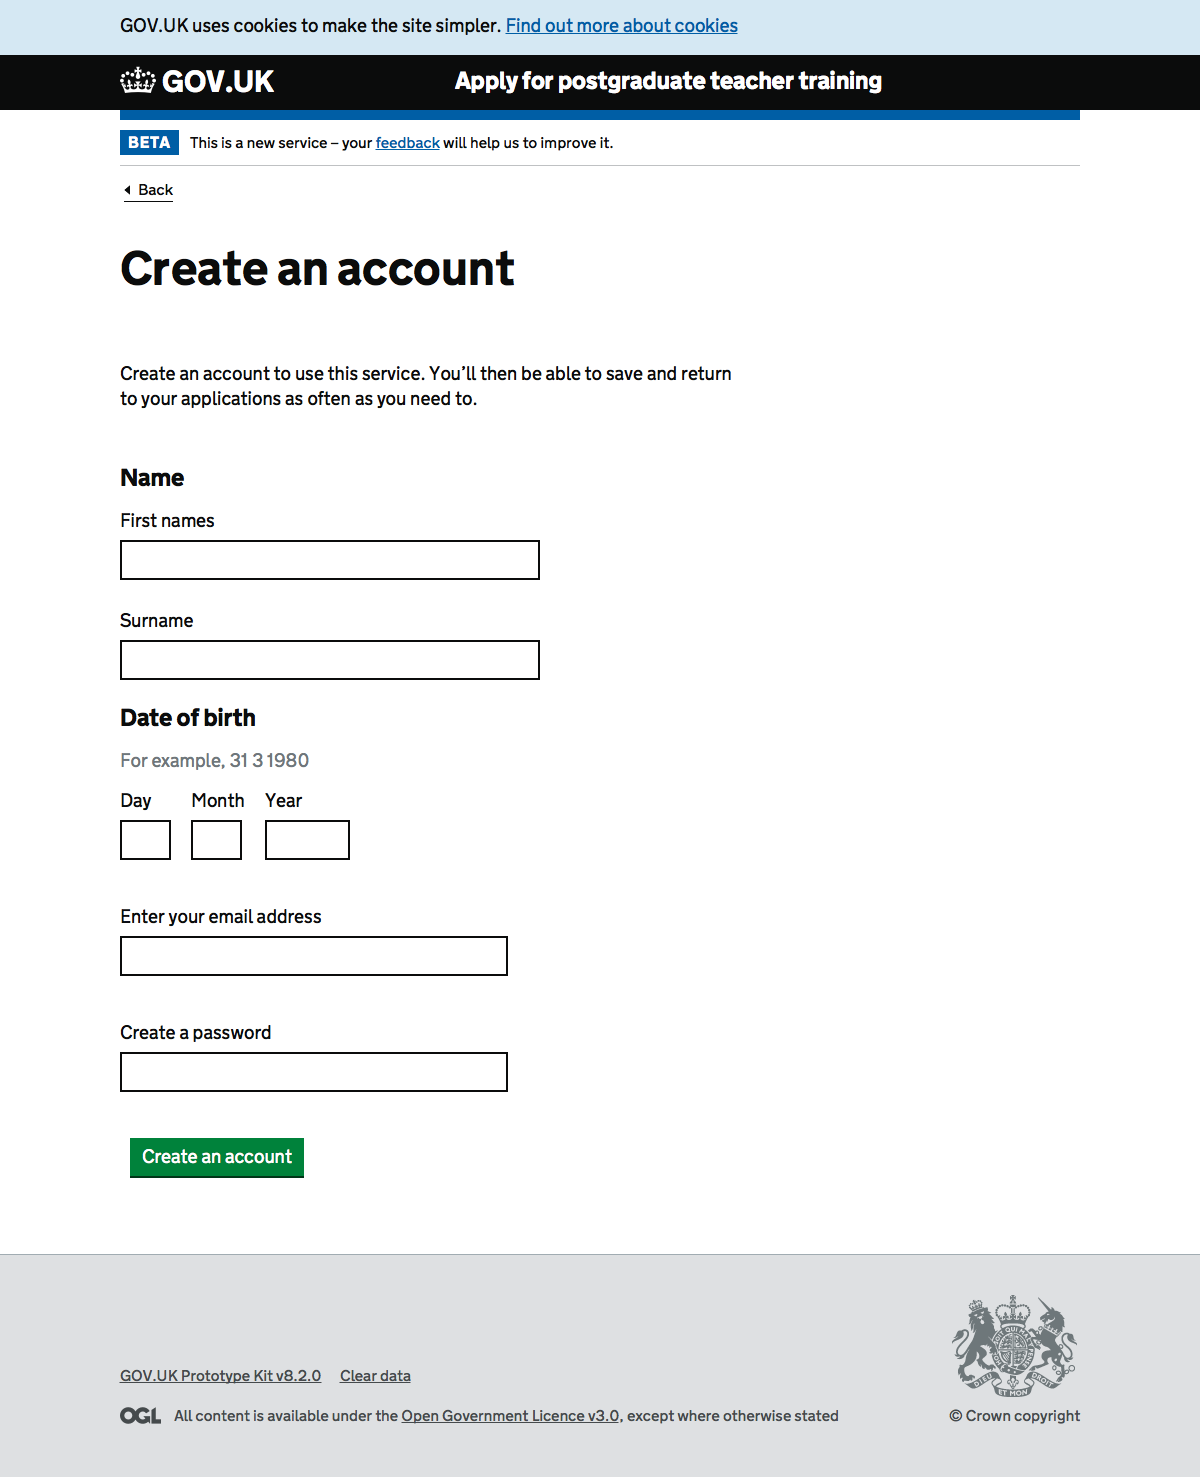 GOV.UK uses cookies to make the site simpler. Find out more about cookies
GOV.UK Apply for postgraduate teacher training
BETA This is a new service – your feedback will help us to improve it.
Back
Create an account
Create an account to use this service. You’ll then be able to save and return
to your applications as often as you need to.
Name
First names
Surname
Date of birth
For example, 31 3 1980
Day Month Year
Enter your email address
Create a password
Create an account
GOV.UK Prototype Kit v8.2.0 Clear data
OGL All content is available under the Open Government Licence v3.0, except where otherwise stated
© Crown copyright
DIEU ET MON DROIT